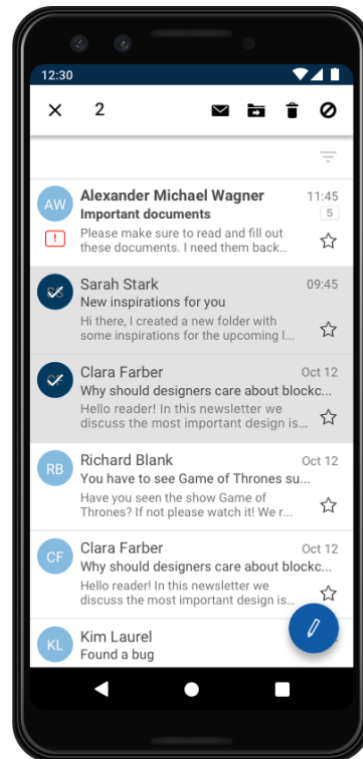 12:30
2
AW
Alexander Michael Wagner
11:45
Important documents
5
!
Please make sure to read and fill out
these documents. I need them back...
Sarah Stark
09:45
New inspirations for you
Hi there, I created a new folder with
some inspirations for the upcoming l...
Clara Farber
Oct 12
Why should designers care about blockc...
Hello reader! In this newsletter we
discuss the most important design is...
RB
Richard Blank
Oct 12
You have to see Game of Thrones su...
Have you seen the show Game of
Thrones? If not please watch it! We r...
CF
Clara Farber
Oct 12
Why should designers care about blockc...
Hello reader! In this newsletter we
discuss the most important design is...
KL
Kim Laurel
Found a bug